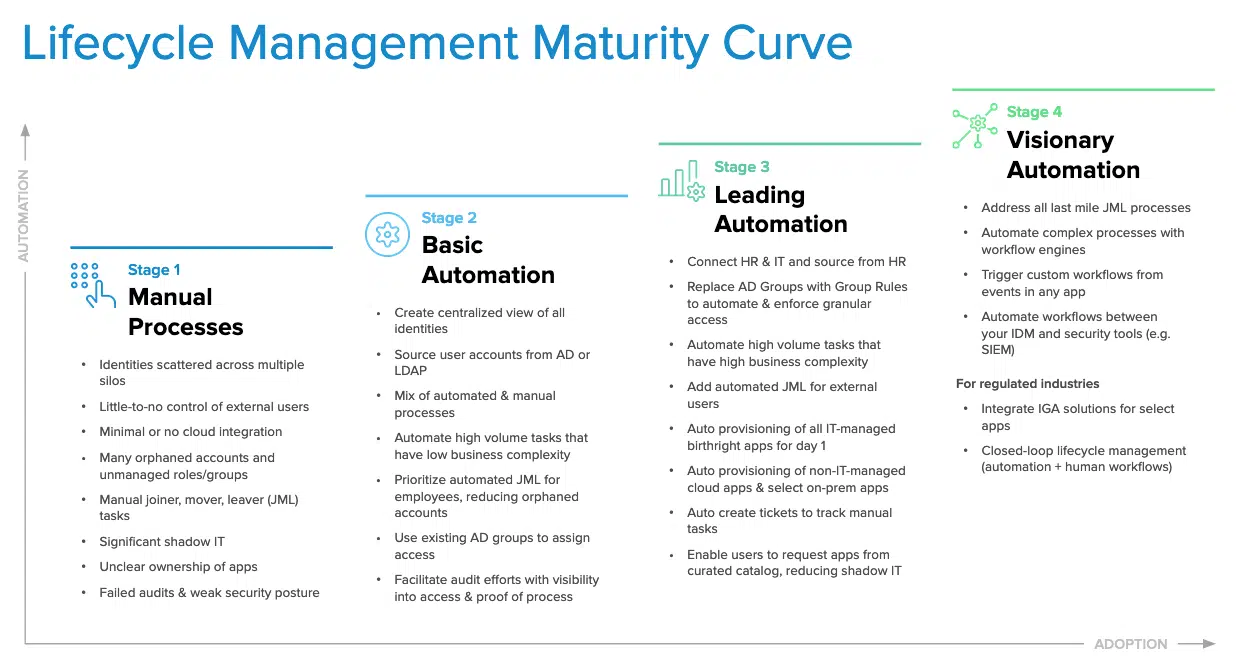 Lifecycle Management Maturity Curve
AUTOMATION
Stage 1
Manual
Processes
• Identities scattered across multiple
silos
• Little-to-no control of external users
• Minimal or no cloud integration
• Many orphaned accounts and
unmanaged roles/groups
• Manual joiner, mover, leaver (JML)
tasks
• Significant shadow IT
• Unclear ownership of apps
• Failed audits & weak security posture
Stage 2
Basic
Automation
• Create centralized view of all
identities
• Source user accounts from AD or
LDAP
• Mix of automated & manual
processes
• Automate high volume tasks that
have low business complexity
• Prioritize automated JML for
employees, reducing orphaned
accounts
• Use existing AD groups to assign
access
• Facilitate audit efforts with visibility
into access & proof of process
Stage 3
Leading
Automation
• Connect HR & IT and source from HR
• Replace AD Groups with Group Rules
to automate & enforce granular
access
• Automate high volume tasks that
have high business complexity
• Add automated JML for external
users
• Auto provisioning of all IT-managed
birthright apps for day 1
• Auto provisioning of non-IT-managed
cloud apps & select on-prem apps
• Auto create tickets to track manual
tasks
• Enable users to request apps from
curated catalog, reducing shadow IT
Stage 4
Visionary
Automation
• Address all last mile JML processes
• Automate complex processes with
workflow engines
• Trigger custom workflows from
events in any app
• Automate workflows between
your IDM and security tools (e.g.
SIEM)
For regulated industries
• Integrate IGA solutions for select
apps
• Closed-loop lifecycle management
(automation + human workflows)
ADOPTION